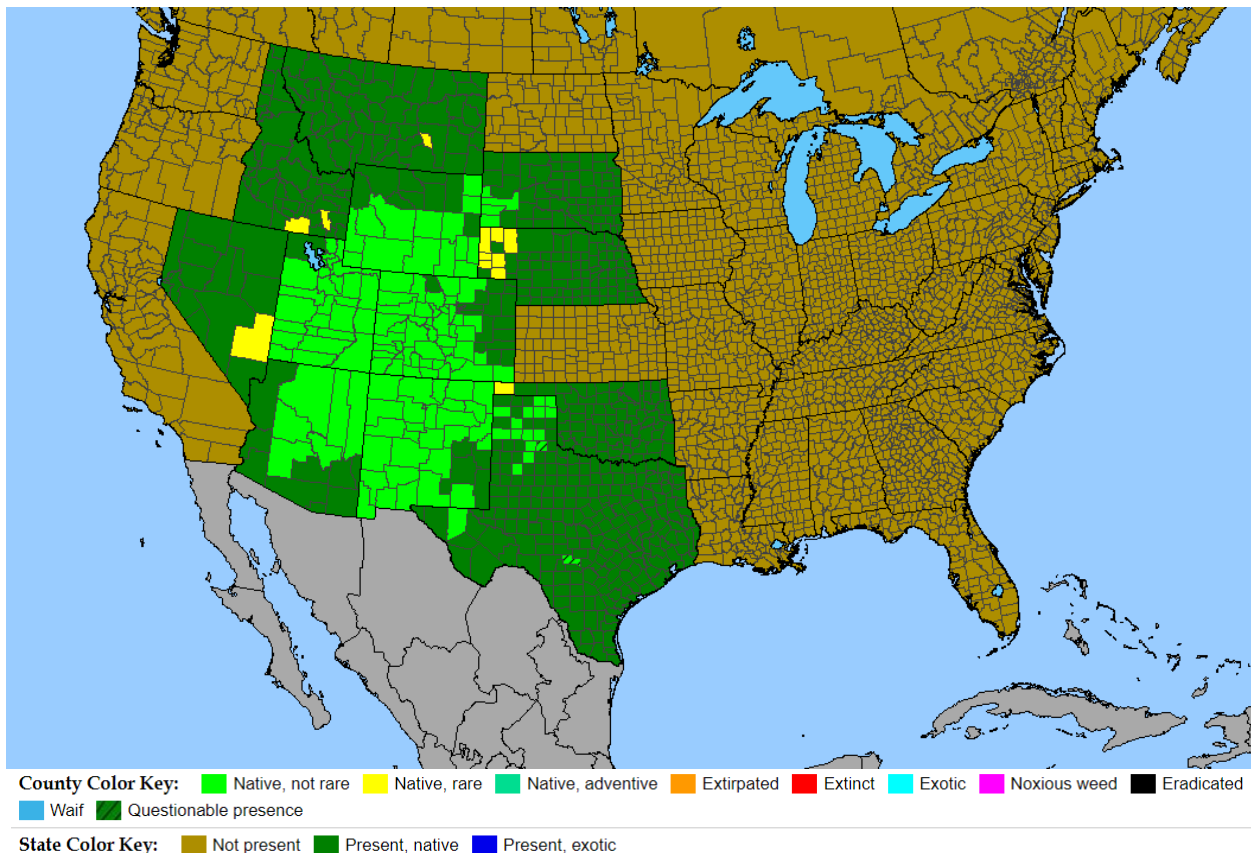 County Color Key: Native, not rare Native, rare Native, adventive Extirpated Extinct Exotic Noxious weed Eradicated
Waif Questionable presence
State Color Key: Not present Present, native Present, exotic